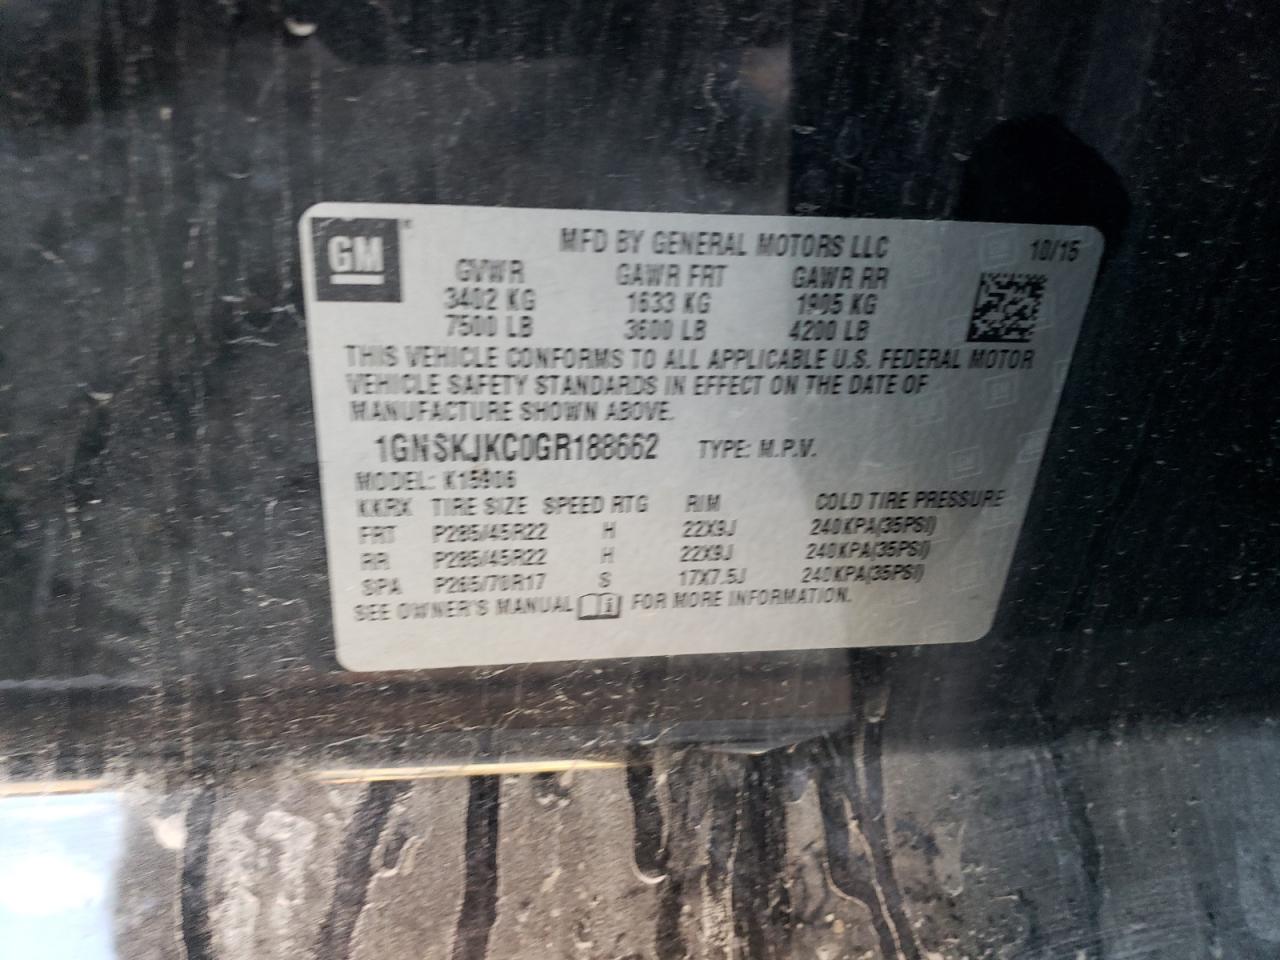 GM
MFD BY GENERAL MOTORS LLC 10/15
GVWR GAWR FRT GAWR RR
3402 KG 1633 KG 1905 KG
7500 LB 3600 LB 4200 LB
THIS VEHICLE CONFORMS TO ALL APPLICABLE U.S. FEDERAL MOTOR
VEHICLE SAFETY STANDARDS IN EFFECT ON THE DATE OF
MANUFACTURE SHOWN ABOVE.
1GNSKJKC0GR188662 TYPE: M.P.V.
MODEL: K15906
KKRX TIRE SIZE SPEED RTG RIM COLD TIRE PRESSURE
FRT P285/45R22 H 22X9J 240KPA(35PSI)
RR P285/45R22 H 22X9J 240KPA(35PSI)
SPA P265/70R17 S 17X7.5J 240KPA(35PSI)
SEE OWNER'S MANUAL FOR MORE INFORMATION.